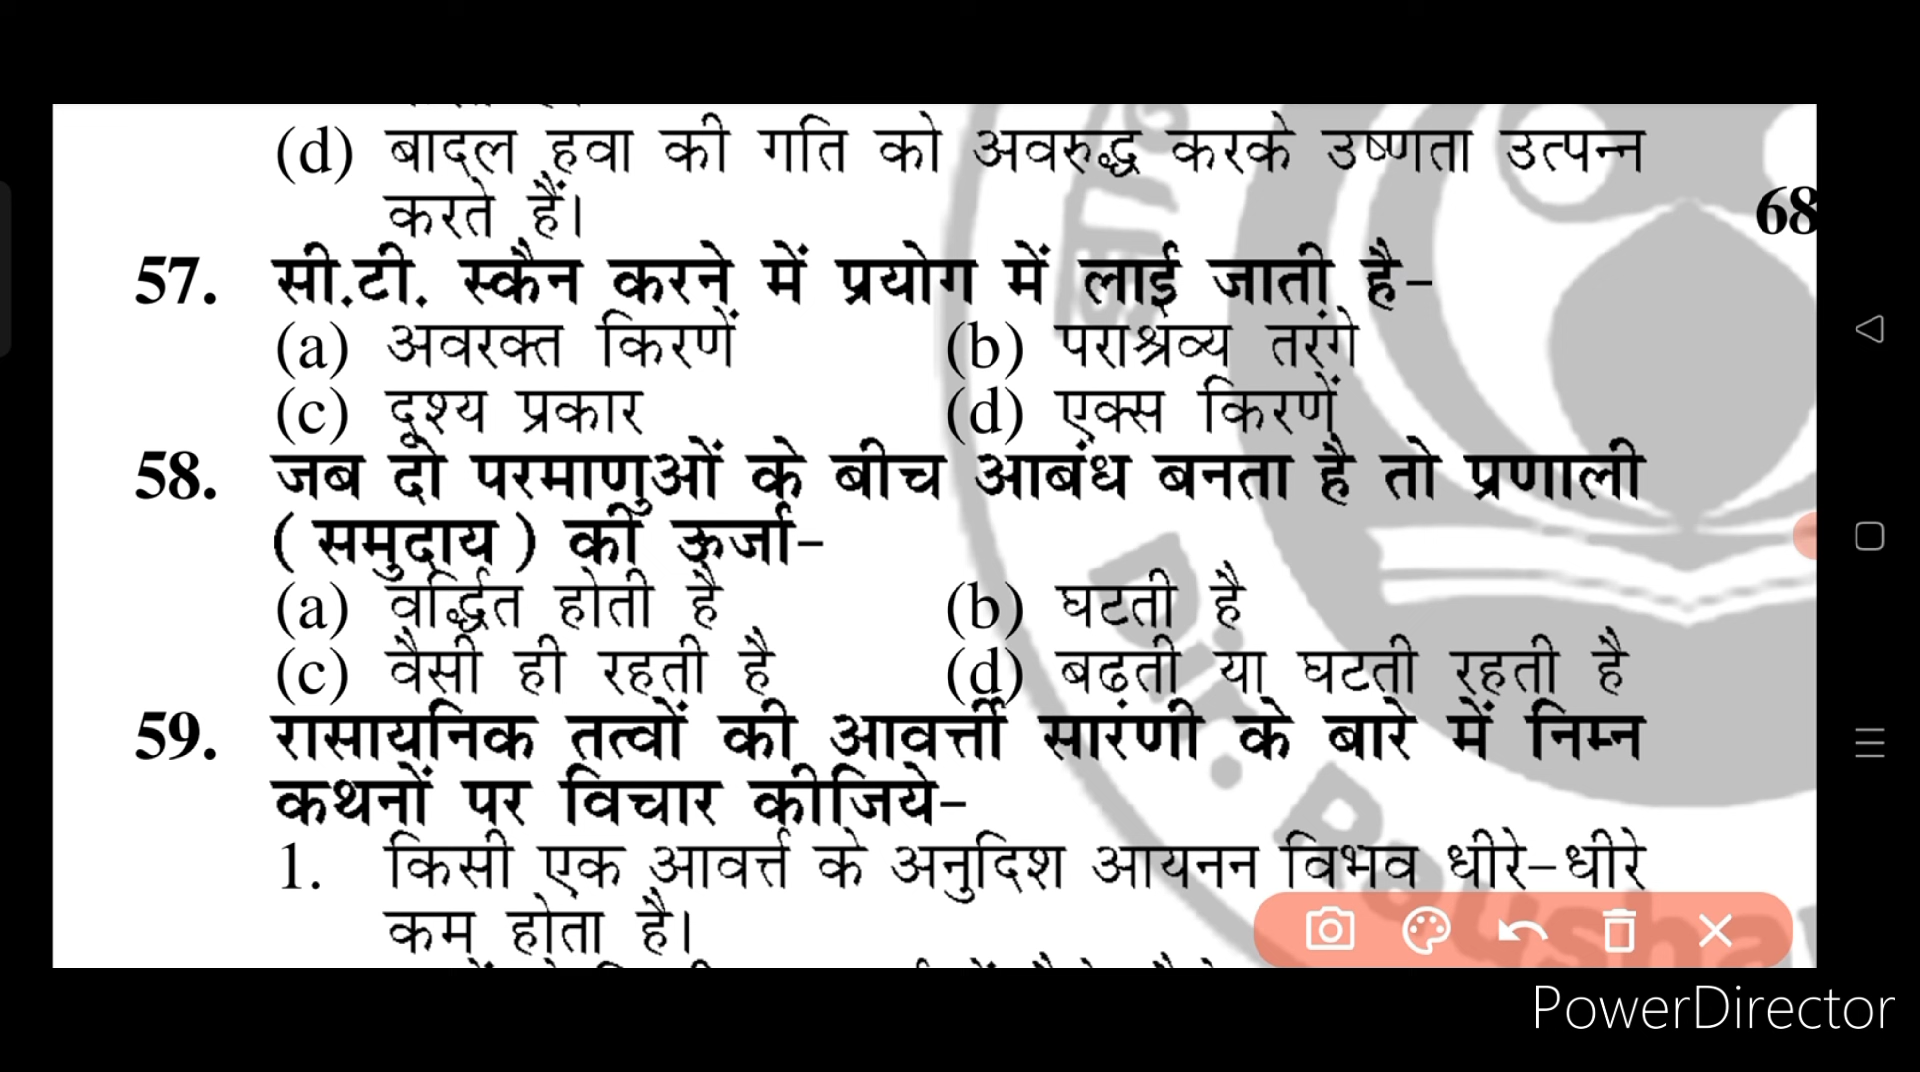 (d) बादल हवा की गति को अवरुद्ध करके उष्णता उत्पन्न
करते हैं।
68
57. सी.टी. स्कैन करने में प्रयोग में लाई जाती है-
(a) अवरक्त किरणें (b) पराश्रव्य तरंगे
(c) दृश्य प्रकार (d) एक्स किरणें
58. जब दो परमाणुओं के बीच आबंध बनता है तो प्रणाली
(समुदाय) की ऊर्जा-
(a) वर्द्धित होती है (b) घटती है
(c) वैसी ही रहती है (d) बढ़ती या घटती रहती है
59. रासायनिक तत्वों की आवर्त्ती सारंणी के बारे में निम्न
कथनों पर विचार कीजिये-
1. किसी एक आवर्त्त के अनुदिश आयनन विभव धीरे-धीरे
कम होता है।
Dr.
PowerDirector